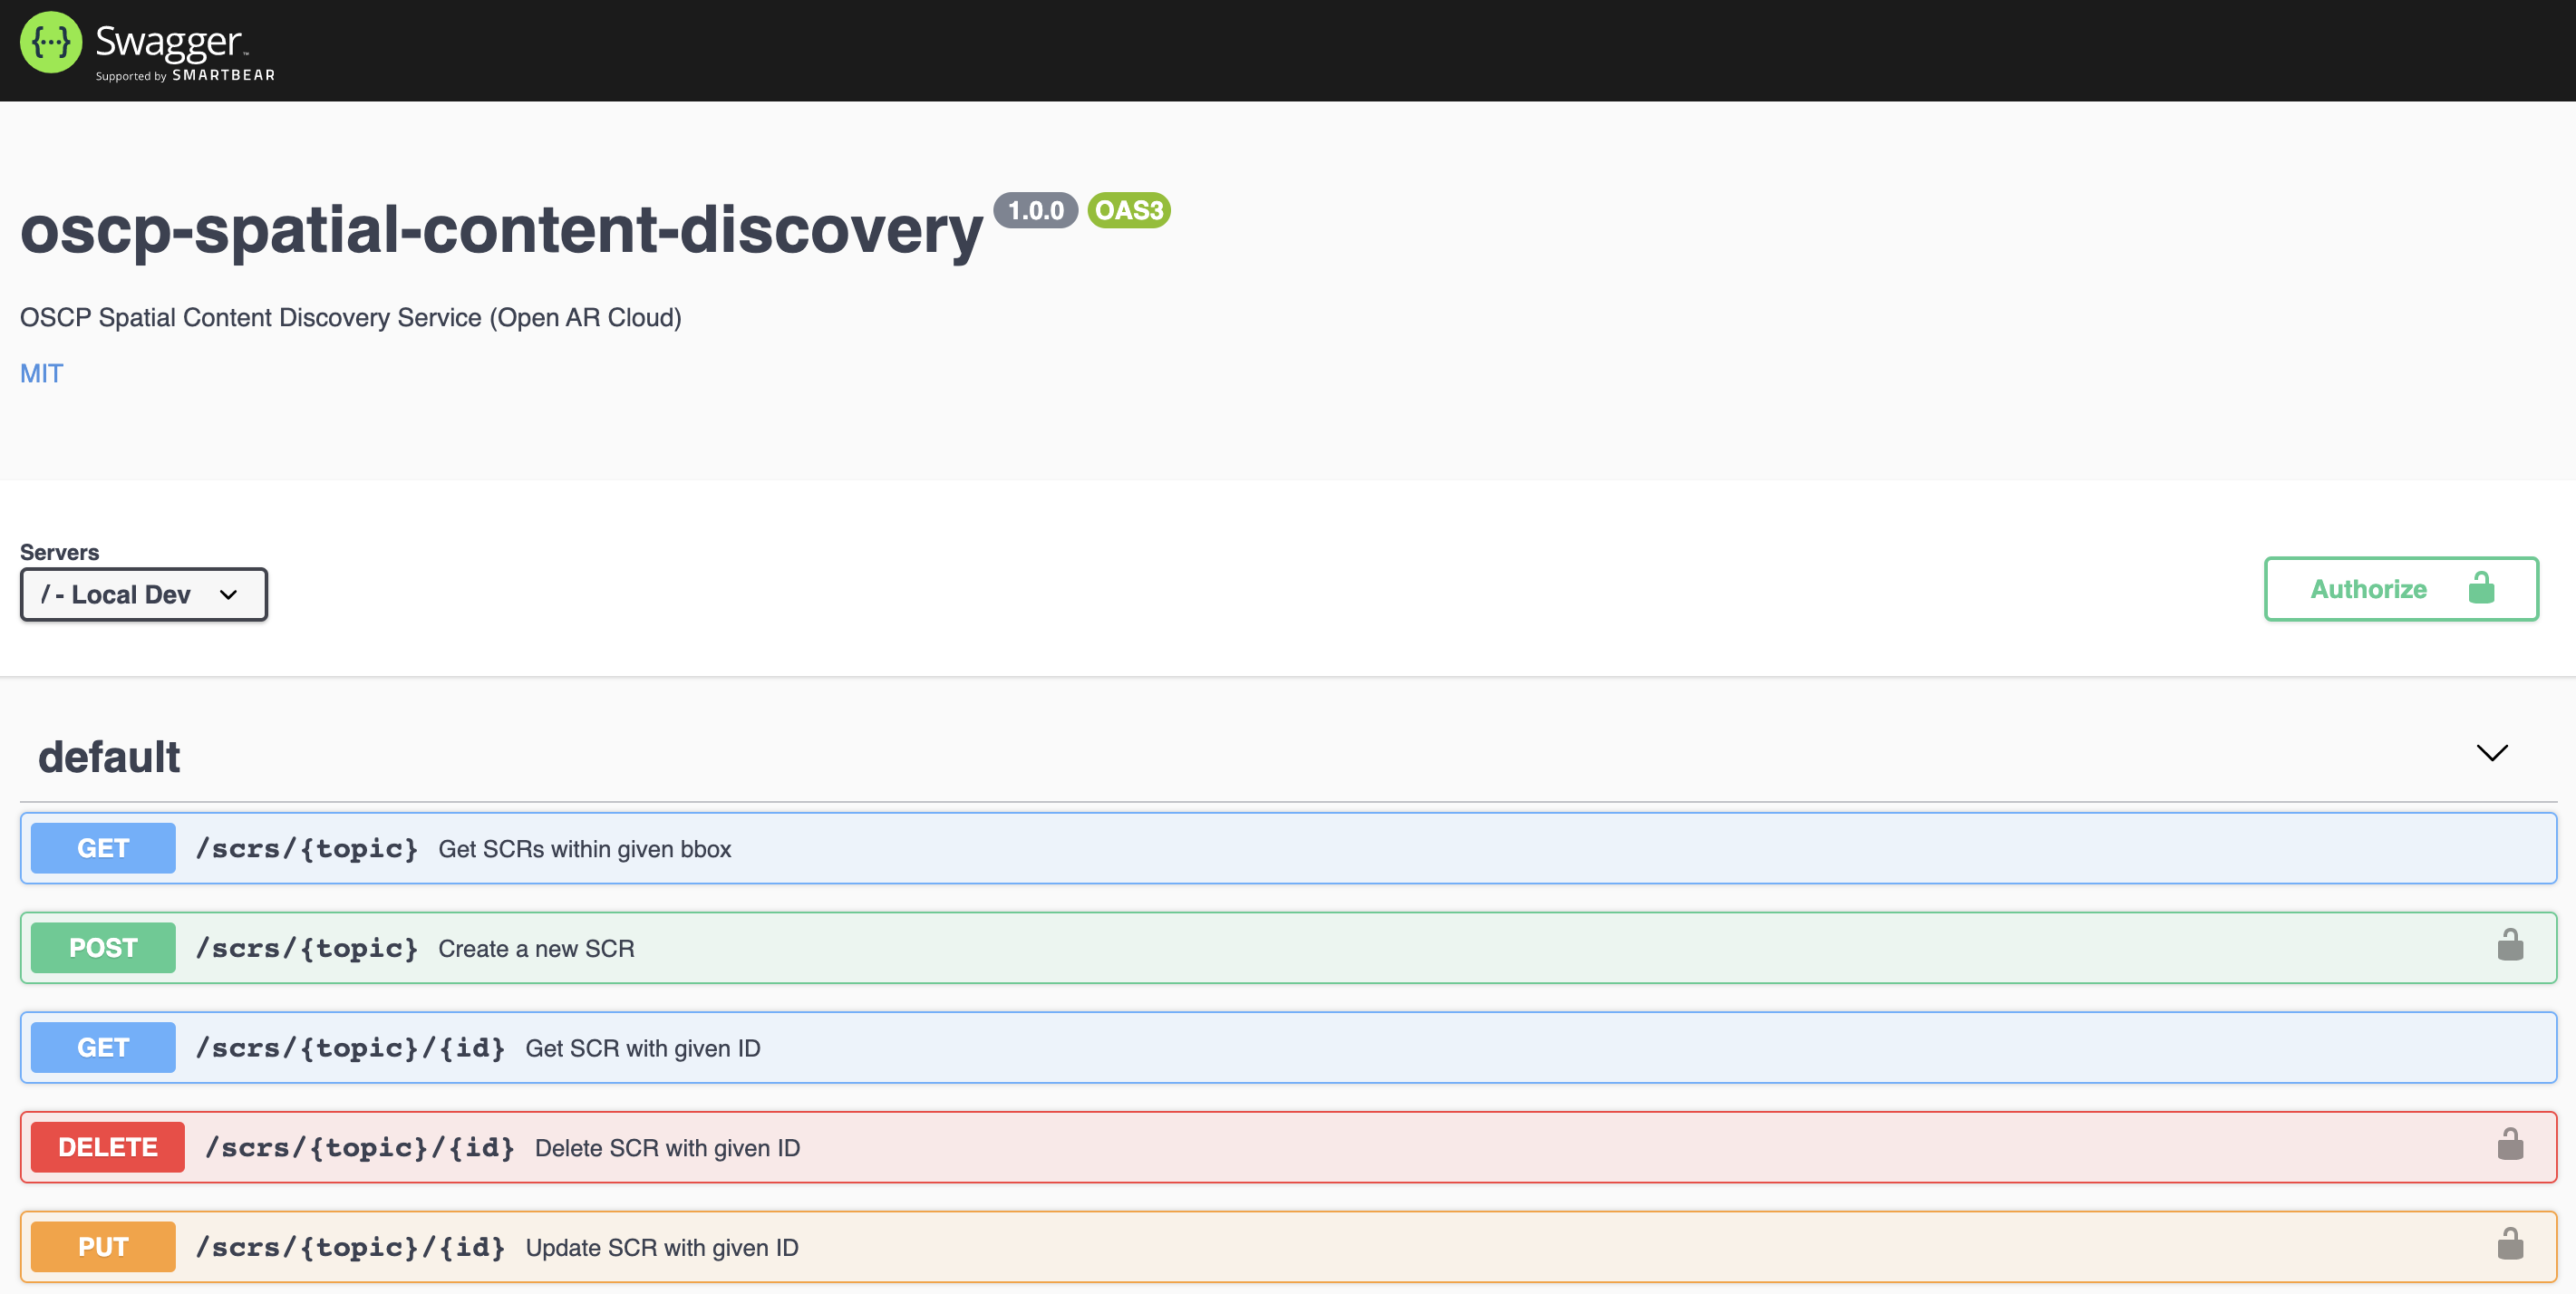 {···} Swagger™
Supported by SMARTBEAR
oscp-spatial-content-discovery 1.0.0 OAS3
OSCP Spatial Content Discovery Service (Open AR Cloud)
MIT
Servers
/ - Local Dev
Authorize
default
GET /scrs/{topic} Get SCRs within given bbox
POST /scrs/{topic} Create a new SCR
GET /scrs/{topic}/{id} Get SCR with given ID
DELETE /scrs/{topic}/{id} Delete SCR with given ID
PUT /scrs/{topic}/{id} Update SCR with given ID